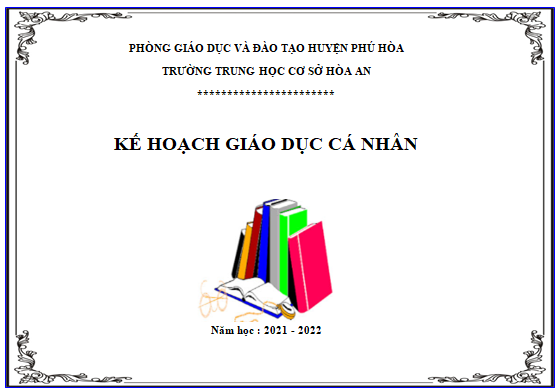 PHÒNG GIÁO DỤC VÀ ĐÀO TẠO HUYỆN PHÚ HÒA
TRƯỜNG TRUNG HỌC CƠ SỞ HÒA AN
***********************
KẾ HOẠCH GIÁO DỤC CÁ NHÂN
Năm học : 2021 - 2022